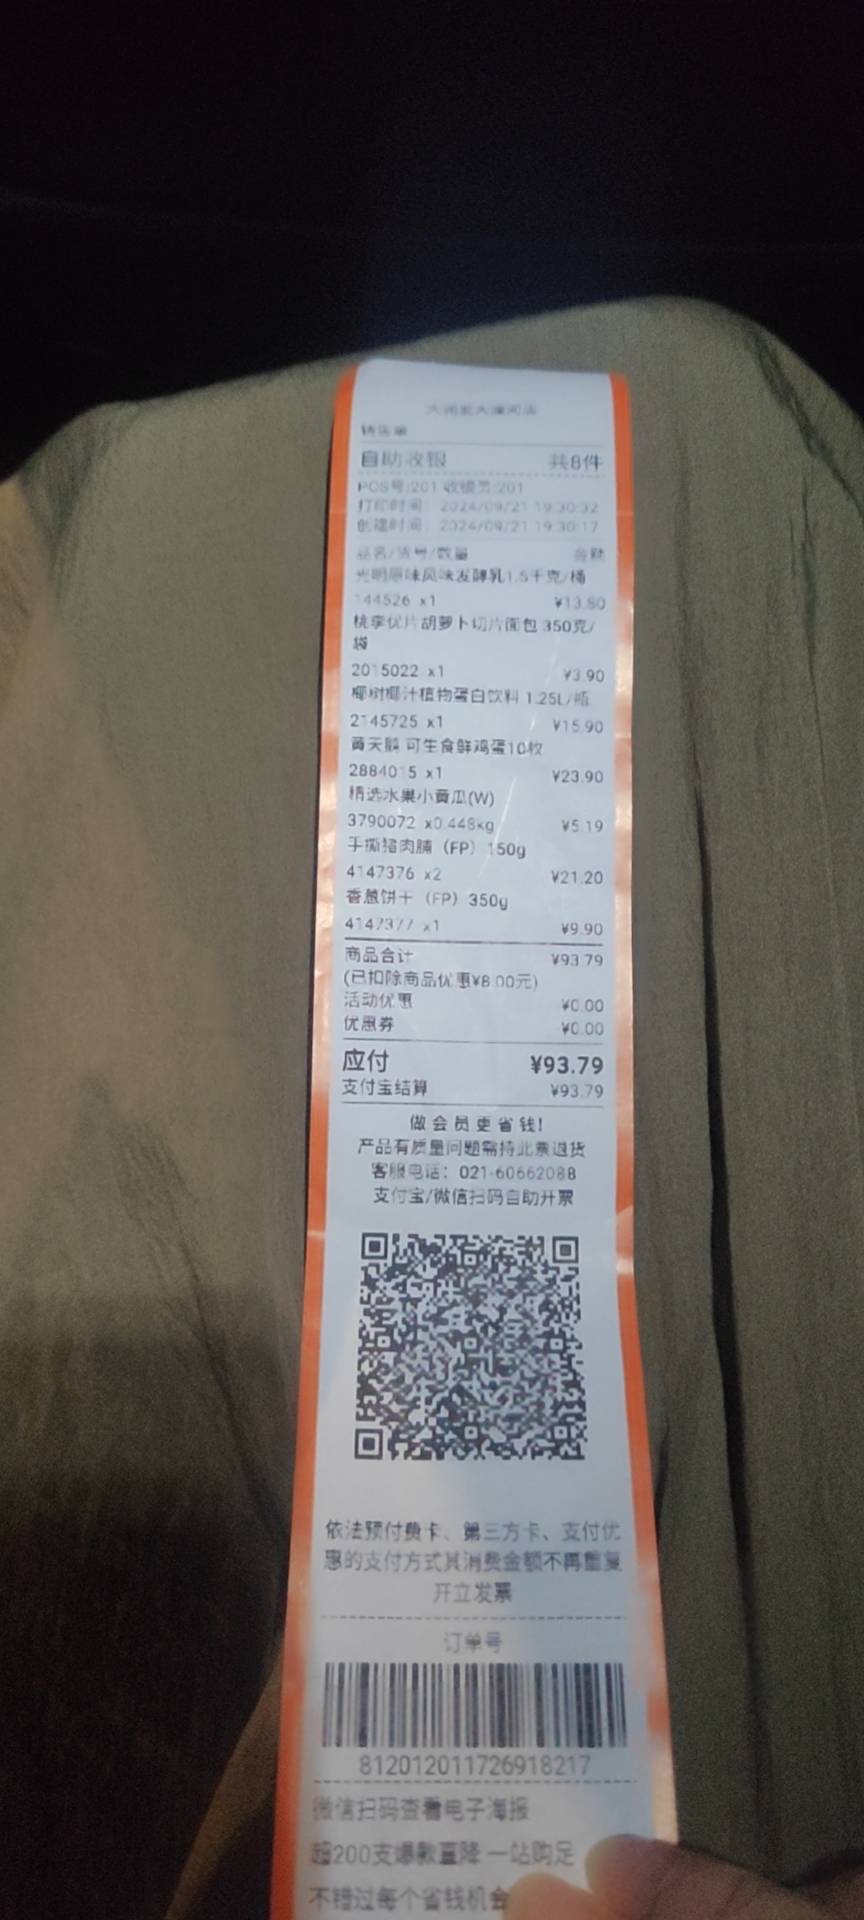 大润发大渡河店
销售单
自助收银 共8件
POS号:201 收银员:201
打印时间: 2024/09/21 19:30:32
创建时间: 2024/09/21 19:30:17
品名/货号/数量 金额
光明原味风味发酵乳1.5千克/桶
144526 x1 ¥13.80
桃李优片胡萝卜切片面包 350克/
袋
2015022 x1 ¥3.90
椰树椰汁植物蛋白饮料 1.25L/瓶
2145725 x1 ¥15.90
黄天鹅 可生食鲜鸡蛋10枚
2884015 x1 ¥23.90
精选水果小黄瓜(W)
3790072 x0.448kg ¥5.19
手撕猪肉脯（FP）150g
4147376 x2 ¥21.20
香葱饼干（FP）350g
4147377 x1 ¥9.90
商品合计 ¥93.79
(已扣除商品优惠¥8.00元)
活动优惠 ¥0.00
优惠券 ¥0.00
应付 ¥93.79
支付宝结算 ¥93.79
做会员更省钱!
产品有质量问题需持此票退货
客服电话：021-60662088
支付宝/微信扫码自助开票
依法预付费卡、第三方卡、支付优
惠的支付方式其消费金额不再重复
开立发票
订单号
812012011726918217
微信扫码查看电子海报
超200支爆款直降 一站购足
不错过每个省钱机会